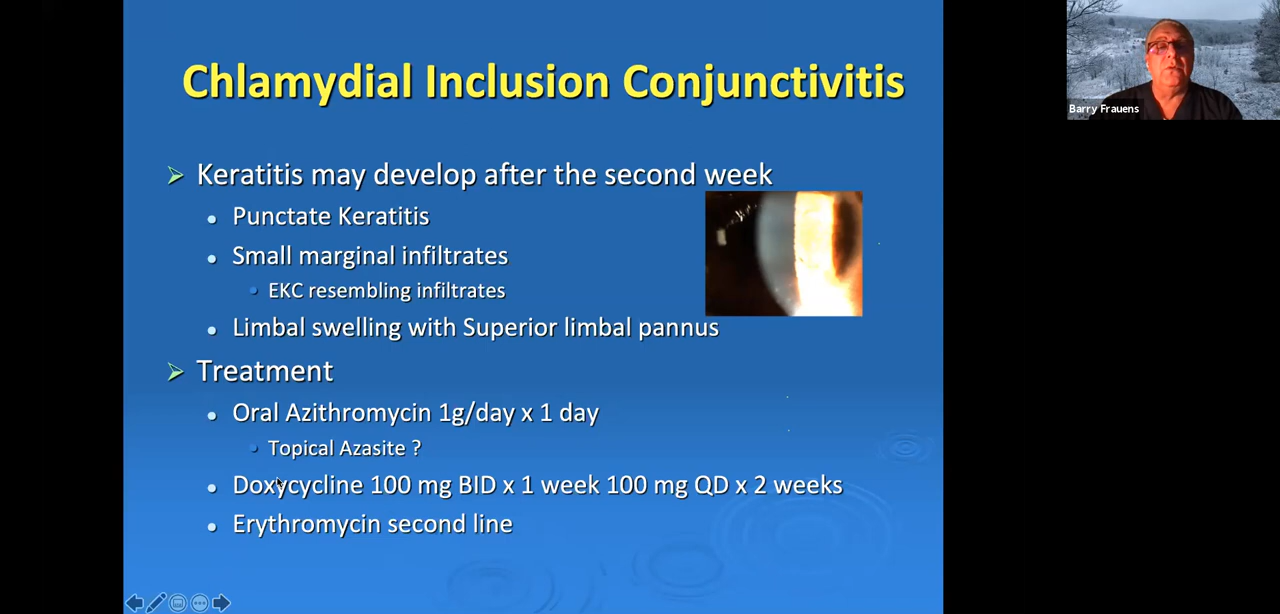 Chlamydial Inclusion Conjunctivitis
Barry Frauens
Keratitis may develop after the second week
Punctate Keratitis
Small marginal infiltrates
EKC resembling infiltrates
Limbal swelling with Superior limbal pannus
Treatment
Oral Azithromycin 1g/day x 1 day
Topical Azasite ?
Doxycycline 100 mg BID x 1 week 100 mg QD x 2 weeks
Erythromycin second line